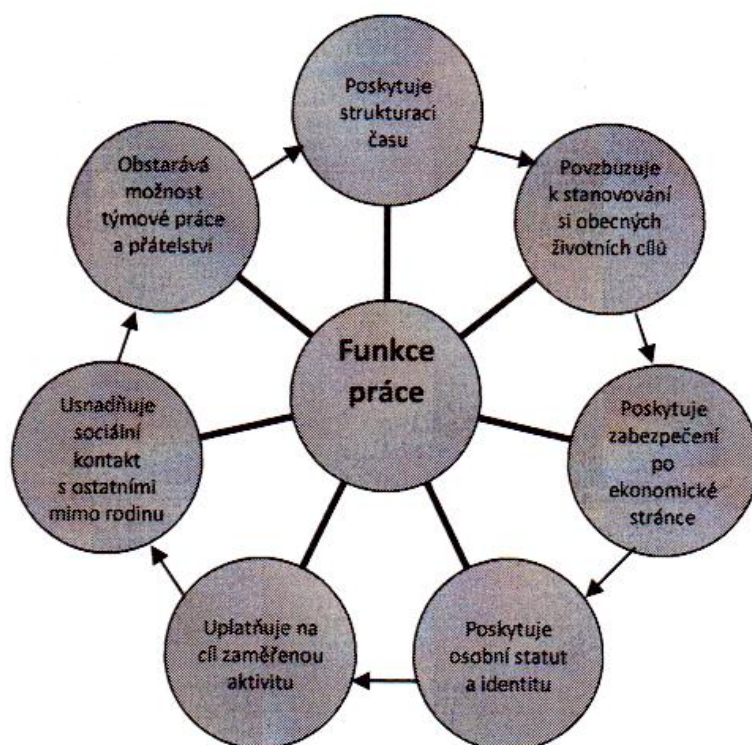 Poskytuje
strukturaci
času
Povzbuzuje
k stanovování
si obecných
životních cílů
Poskytuje
zabezpečení
po
ekonomické
stránce
Poskytuje
osobní statut
a identitu
Uplatňuje na
cíl zaměřenou
aktivitu
Usnadňuje
sociální
kontakt
s ostatními
mimo rodinu
Obstarává
možnost
týmové práce
a přátelství
Funkce
práce